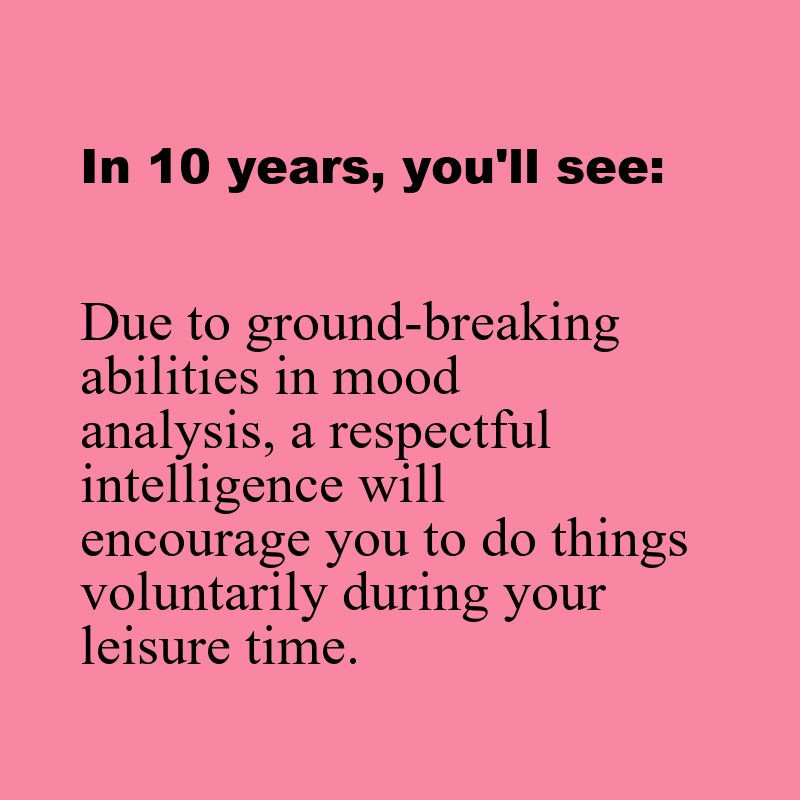 In 10 years, you'll see:
Due to ground-breaking
abilities in mood
analysis, a respectful
intelligence will
encourage you to do things
voluntarily during your
leisure time.